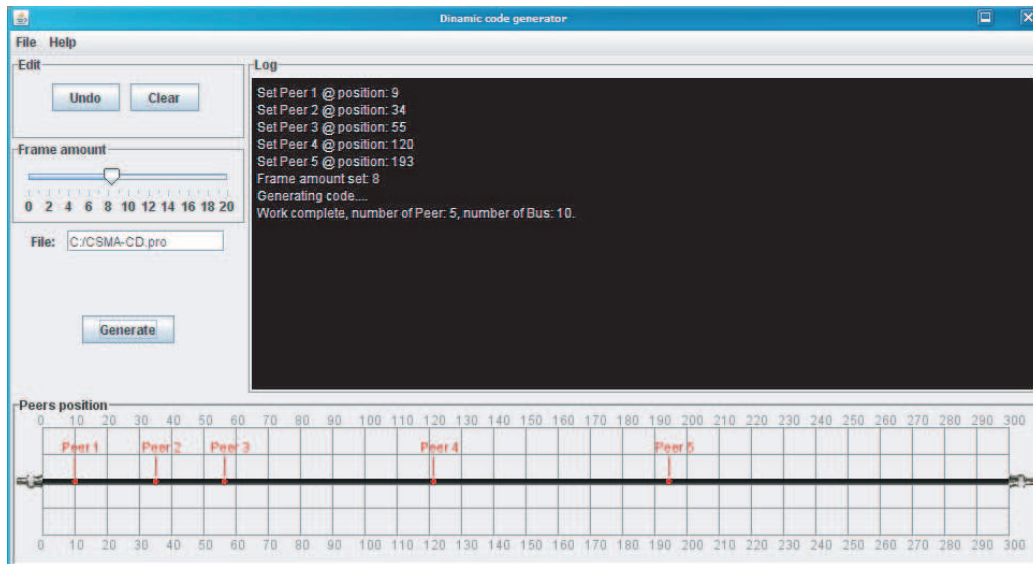 Dinamic code generator
File Help
Edit
Undo Clear
Frame amount
0 2 4 6 8 10 12 14 16 18 20
File: C:/CSMA-CD.pro
Generate
Log
Set Peer 1 @ position: 9
Set Peer 2 @ position: 34
Set Peer 3 @ position: 55
Set Peer 4 @ position: 120
Set Peer 5 @ position: 193
Frame amount set: 8
Generating code....
Work complete, number of Peer: 5, number of Bus: 10.
Peers position
0 10 20 30 40 50 60 70 80 90 100 110 120 130 140 150 160 170 180 190 200 210 220 230 240 250 260 270 280 290 300
Peer 1 Peer 2 Peer 3 Peer 4 Peer 5
0 10 20 30 40 50 60 70 80 90 100 110 120 130 140 150 160 170 180 190 200 210 220 230 240 250 260 270 280 290 300